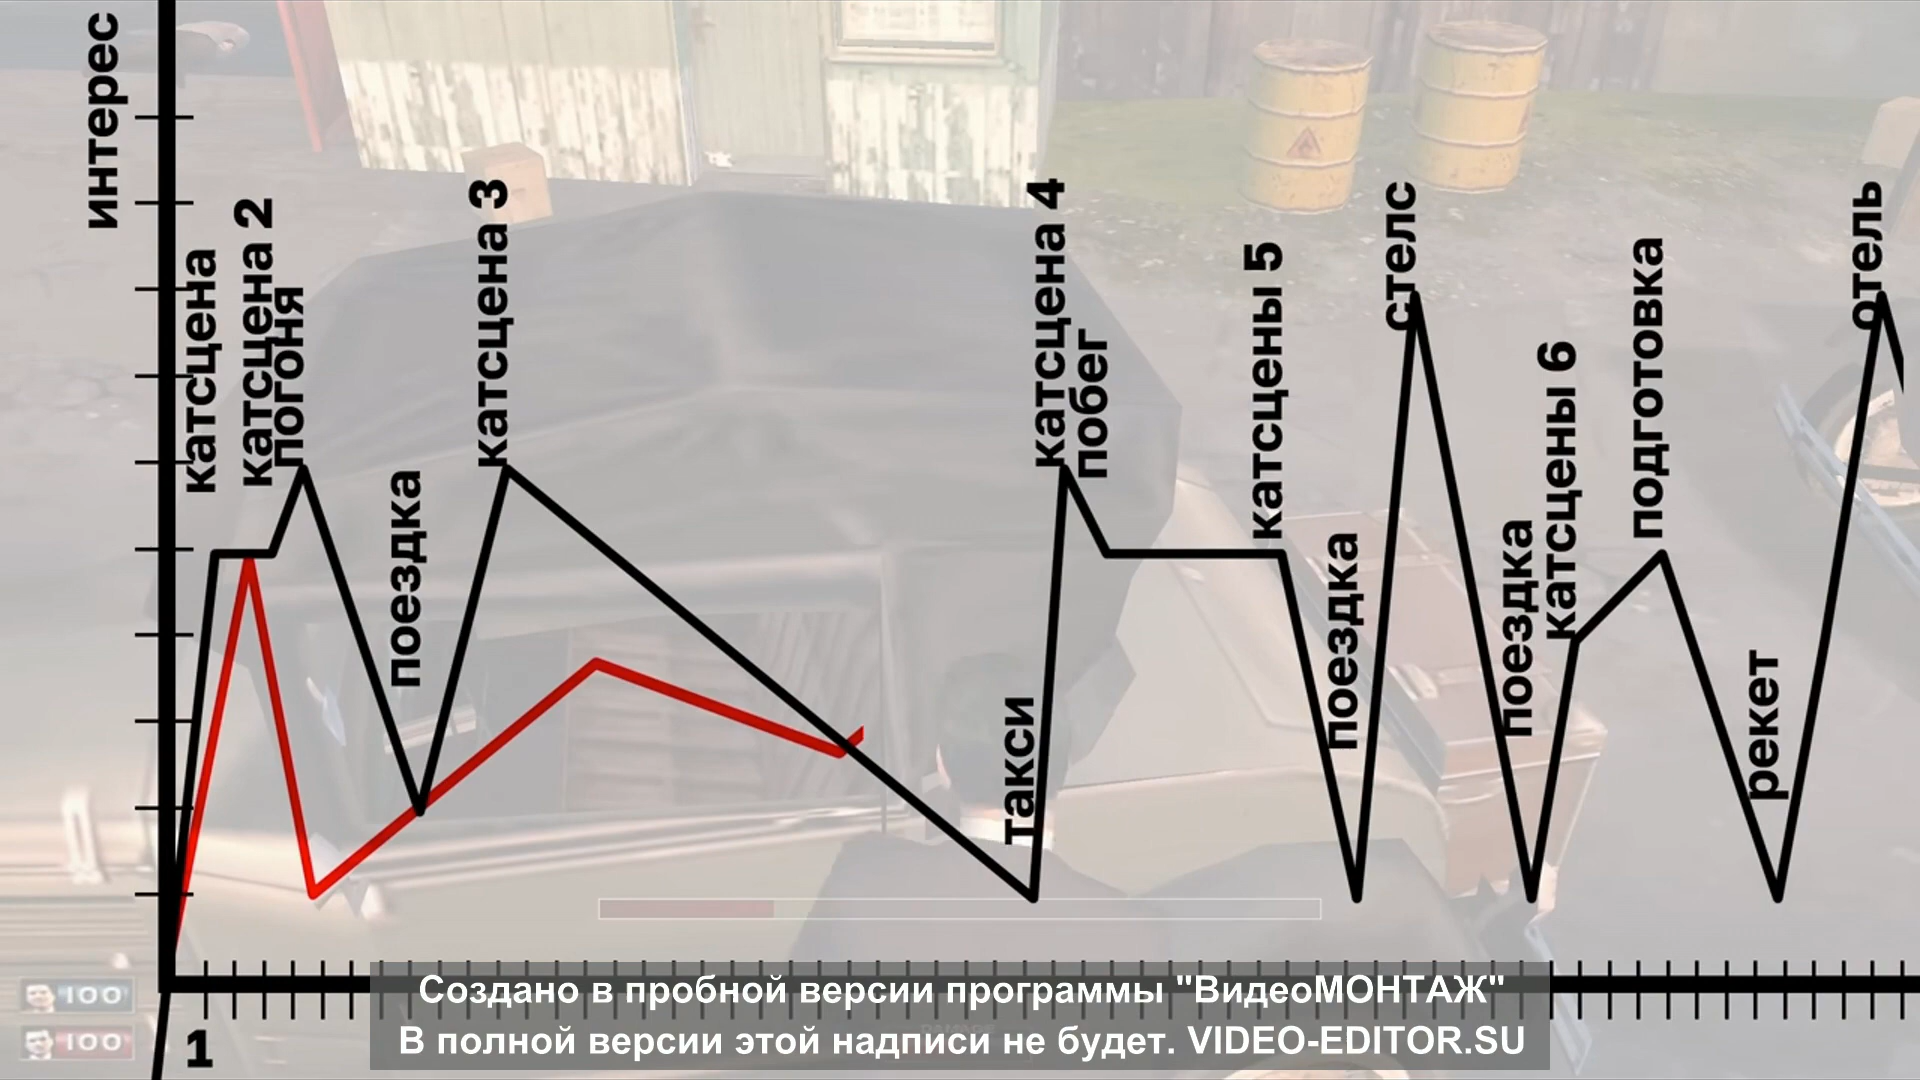 интерес
катсцена
катсцена 2
погоня
поездка
катсцена 3
такси
катсцена 4
побег
катсцены 5
поездка
стелс
поездка
катсцены 6
подготовка
рекет
отель
100
100
1
Создано в пробной версии программы "ВидеоМОНТАЖ"
В полной версии этой надписи не будет. VIDEO-EDITOR.SU